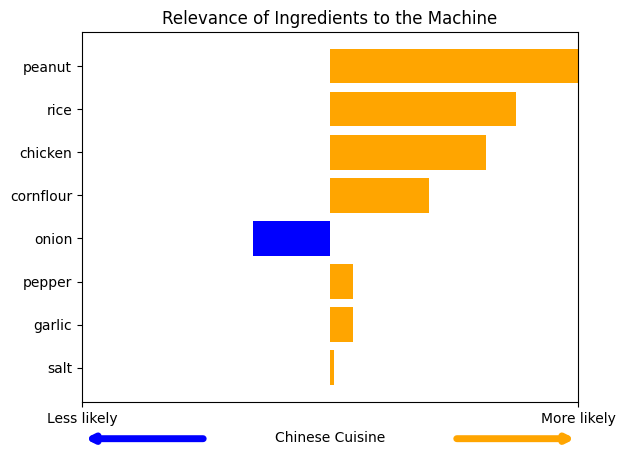 Relevance of Ingredients to the Machine
peanut
rice
chicken
cornflour
onion
pepper
garlic
salt
Less likely
More likely
Chinese Cuisine